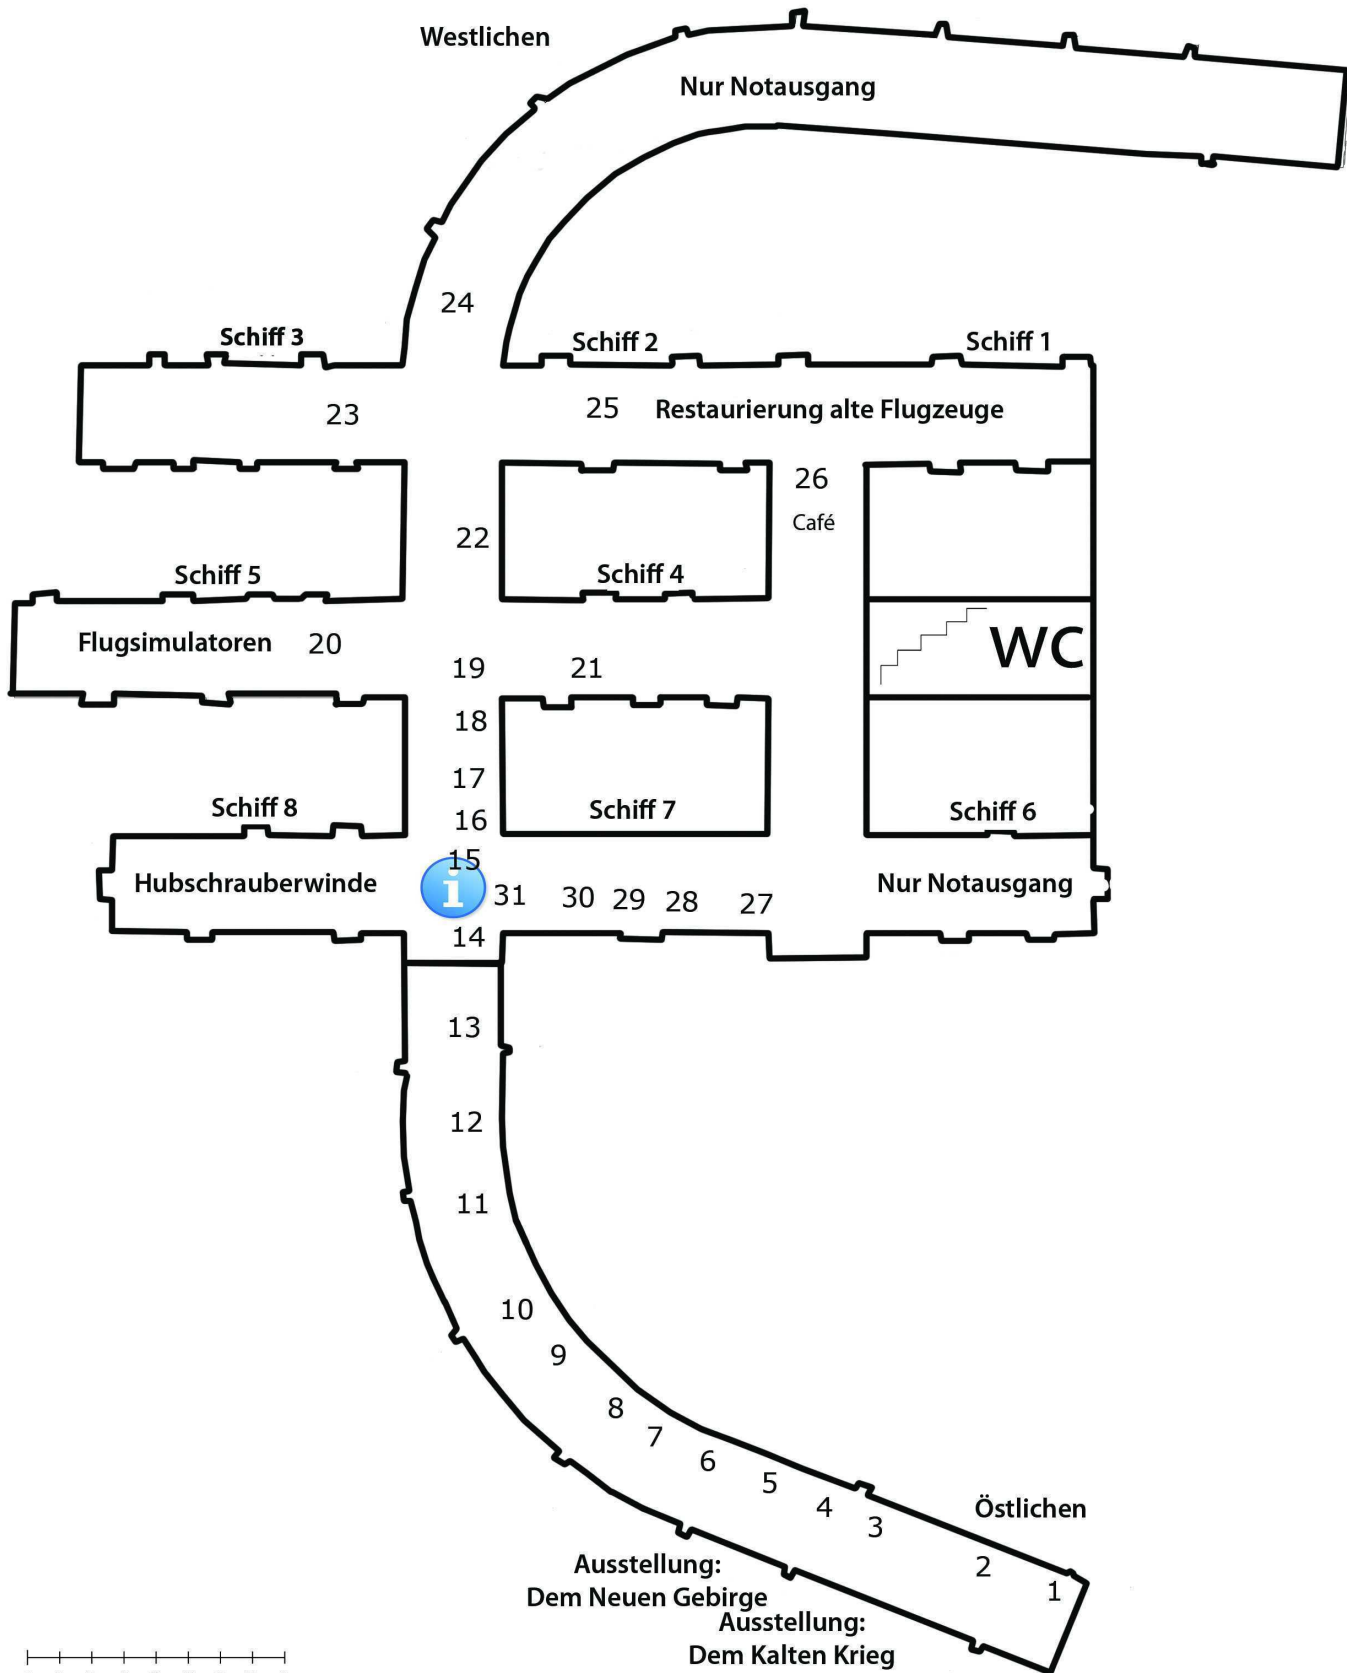 Westlichen
Nur Notausgang
24
Schiff 3
Schiff 2
Schiff 1
23
25
Restaurierung alte Flugzeuge
26
Café
22
Schiff 5
Schiff 4
Flugsimulatoren
20
19
21
WC
18
17
16
Schiff 8
Schiff 7
Schiff 6
15
Hubschrauberwinde
i
31
30
29
28
27
Nur Notausgang
14
13
12
11
10
9
8
7
6
5
4
3
Östlichen
2
1
Ausstellung:
Dem Neuen Gebirge
Ausstellung:
Dem Kalten Krieg